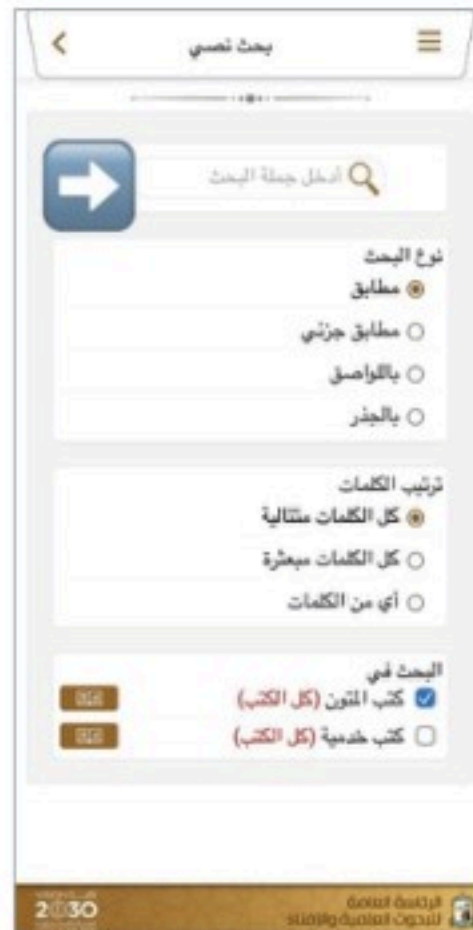 بحث نصي
أدخل جملة البحث
نوع البحث
مطابق
مطابق جزئي
باللواصق
بالجذر
ترتيب الكلمات
كل الكلمات متتالية
كل الكلمات مبعثرة
أي من الكلمات
البحث في
كتب المتون (كل الكتب)
كتب خدمية (كل الكتب)
الرئاسة العامة
للبحوث العلمية والإفتاء
2030